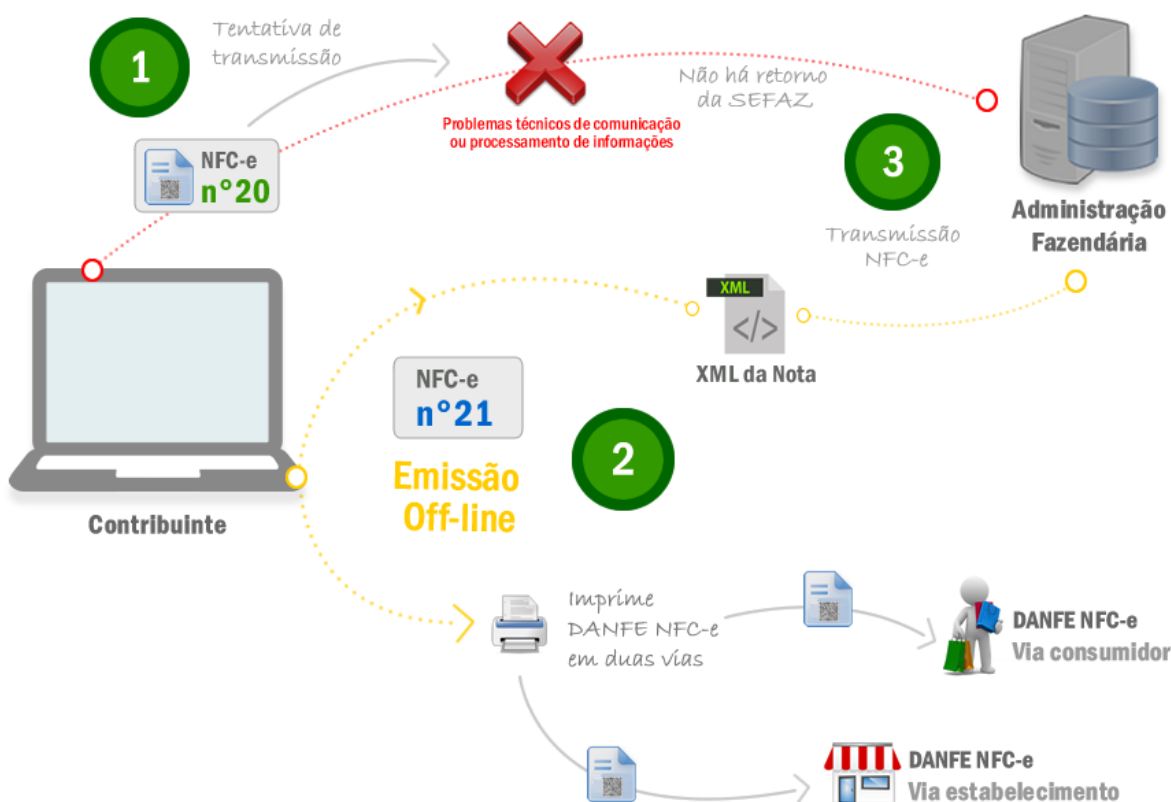 1
Tentativa de
transmissão
Problemas técnicos de comunicação
ou processamento de informações
Não há retorno
da SEFAZ
NFC-e
n°20
3
Transmissão
NFC-e
Administração
Fazendária
XML
</>
XML da Nota
NFC-e
n°21
2
Emissão
Off-line
Contribuinte
Imprime
DANFE NFC-e
em duas vias
DANFE NFC-e
Via consumidor
DANFE NFC-e
Via estabelecimento